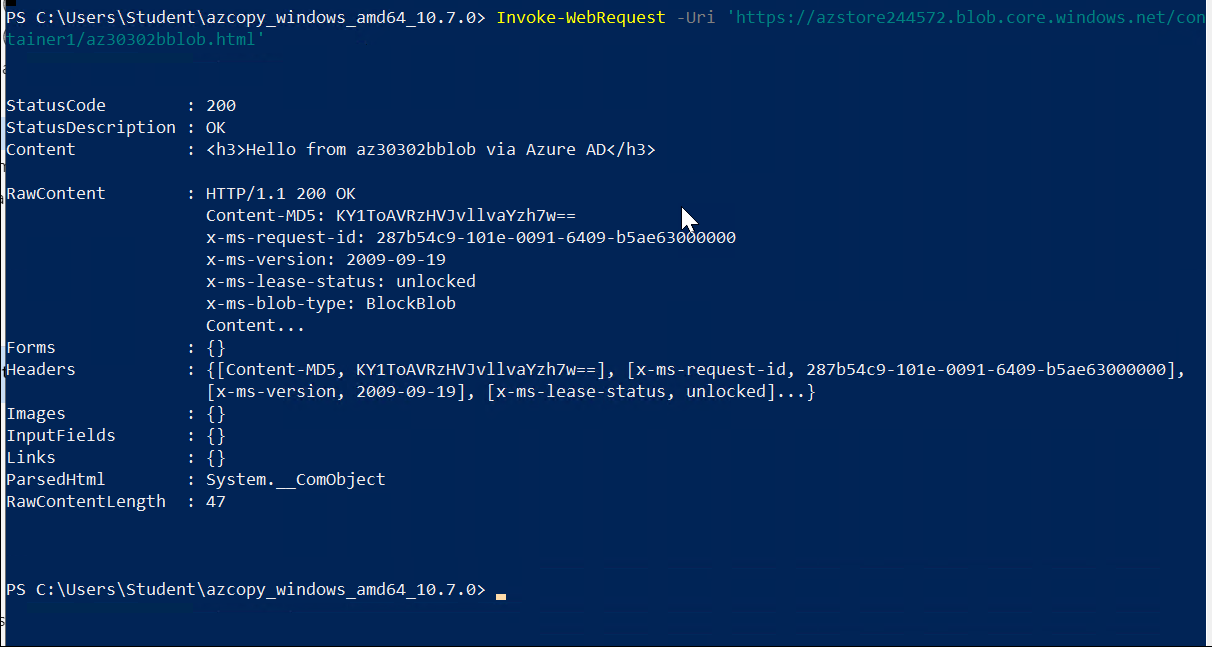 PS C:\Users\Student\azcopy_windows_amd64_10.7.0> Invoke-WebRequest -Uri 'https://azstore244572.blob.core.windows.net/con
tainer1/az30302bblob.html'
StatusCode        : 200
StatusDescription : OK
Content           : <h3>Hello from az30302bblob via Azure AD</h3>
RawContent        : HTTP/1.1 200 OK
Content-MD5: KY1ToAVRzHVJvllvaYzh7w==
x-ms-request-id: 287b54c9-101e-0091-6409-b5ae63000000
x-ms-version: 2009-09-19
x-ms-lease-status: unlocked
x-ms-blob-type: BlockBlob
Content...
Forms             : {}
Headers           : {[Content-MD5, KY1ToAVRzHVJvllvaYzh7w==], [x-ms-request-id, 287b54c9-101e-0091-6409-b5ae63000000],
[x-ms-version, 2009-09-19], [x-ms-lease-status, unlocked]...}
Images            : {}
InputFields       : {}
Links             : {}
ParsedHtml        : System.__ComObject
RawContentLength  : 47
PS C:\Users\Student\azcopy_windows_amd64_10.7.0>